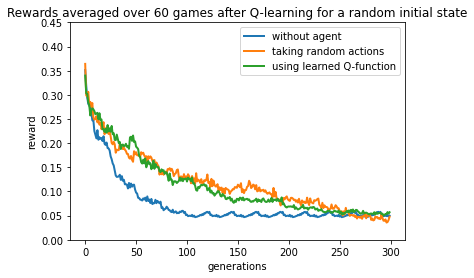 Rewards averaged over 60 games after Q-learning for a random initial state
0.45
0.40
0.35
0.30
0.25
0.20
0.15
0.10
0.05
0.00
reward
without agent
taking random actions
using learned Q-function
0 50 100 150 200 250 300
generations